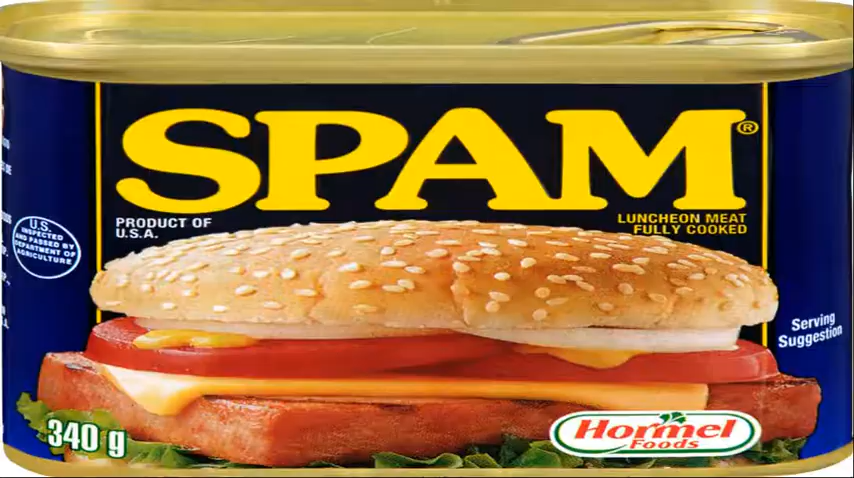 SPAM®
PRODUCT OF
U.S.A.
LUNCHEON MEAT
FULLY COOKED
U.S.
INSPECTED
AND PASSED BY
DEPARTMENT OF
AGRICULTURE
Serving
Suggestion
340 g
Hormel
Foods